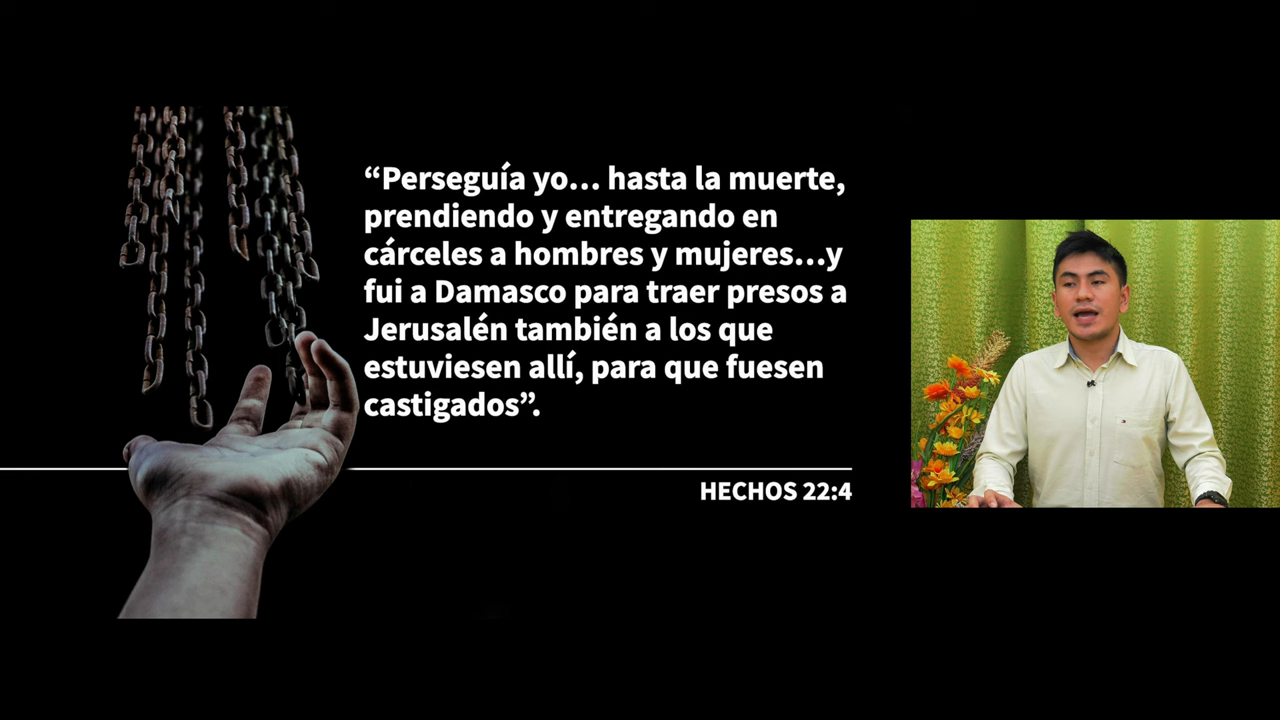 “Perseguía yo... hasta la muerte,
prendiendo y entregando en
cárceles a hombres y mujeres...y
fui a Damasco para traer presos a
Jerusalén también a los que
estuviesen allí, para que fuesen
castigados”.
HECHOS 22:4